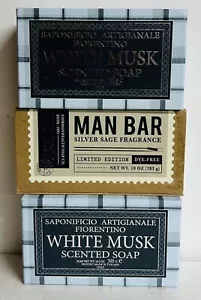 SAPONIFICIO ARTIGIANALE
FIORENTINO
WHITE MUSK
SCENTED SOAP
MAN BAR
SILVER SAGE FRAGRANCE
LIMITED EDITION
DYE-FREE
NET WT. 10 OZ (283 g)
SAPONIFICIO ARTIGIANALE
FIORENTINO
WHITE MUSK
SCENTED SOAP